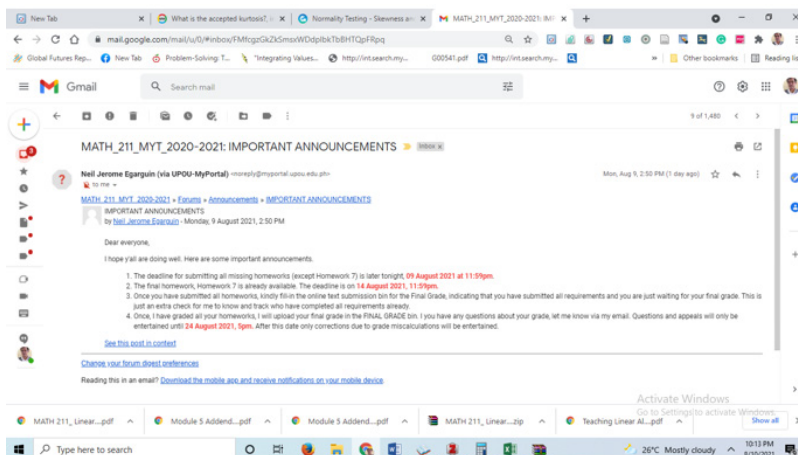 New Tab
What is the accepted kurtosis?,
Normality Testing - Skewness an
MATH_211_MYT_2020-2021: IMP
mail.google.com/mail/u/0/#inbox/FMfcgzGkZkSmsxWDdplbkTbBHTQpFRpq
Global Futures Rep...
New Tab
Problem-Solving: T...
"Integrating Values...
http://int.search.my...
G00541.pdf
http://int.search.my...
Other bookmarks
Reading list
Gmail
Search mail
9 of 1,480
MATH_211_MYT_2020-2021: IMPORTANT ANNOUNCEMENTS
Inbox x
Neil Jerome Egarguin (via UPOU-MyPortal) <noreply@myportal.upou.edu.ph>
Mon, Aug 9, 2:50 PM (1 day ago)
to me
MATH_211_MYT_2020-2021 » Forums » Announcements » IMPORTANT ANNOUNCEMENTS
IMPORTANT ANNOUNCEMENTS
by Neil Jerome Egarguin - Monday, 9 August 2021, 2:50 PM
Dear everyone,
I hope y'all are doing well. Here are some important announcements.
1. The deadline for submitting all missing homeworks (except Homework 7) is later tonight, 09 August 2021 at 11:59pm.
2. The final homework, Homework 7 is already available. The deadline is on 14 August 2021, 11:59pm.
3. Once you have submitted all homeworks, kindly fill-in the online text submission bin for the Final Grade, indicating that you have submitted all requirements and you are just waiting for your final grade. This is
just an extra check for me to know and track who have completed all requirements already.
4. Once, I have graded all your homeworks, I will upload your final grade in the FINAL GRADE bin. I you have any questions about your grade, let me know via my email. Questions and appeals will only be
entertained until 24 August 2021, 5pm. After this date only corrections due to grade miscalculations will be entertained.
See this post in context
Change your forum digest preferences
Reading this in an email? Download the mobile app and receive notifications on your mobile device.
Activate Windows
Go to Settings to activate Windows.
MATH 211_ Linear....pdf
Module 5 Addend....pdf
Module 5 Addend....pdf
MATH 211_ Linear....zip
Teaching Linear Al....pdf
Show all
Type here to search
26°C Mostly cloudy
10:13 PM
8/10/2021